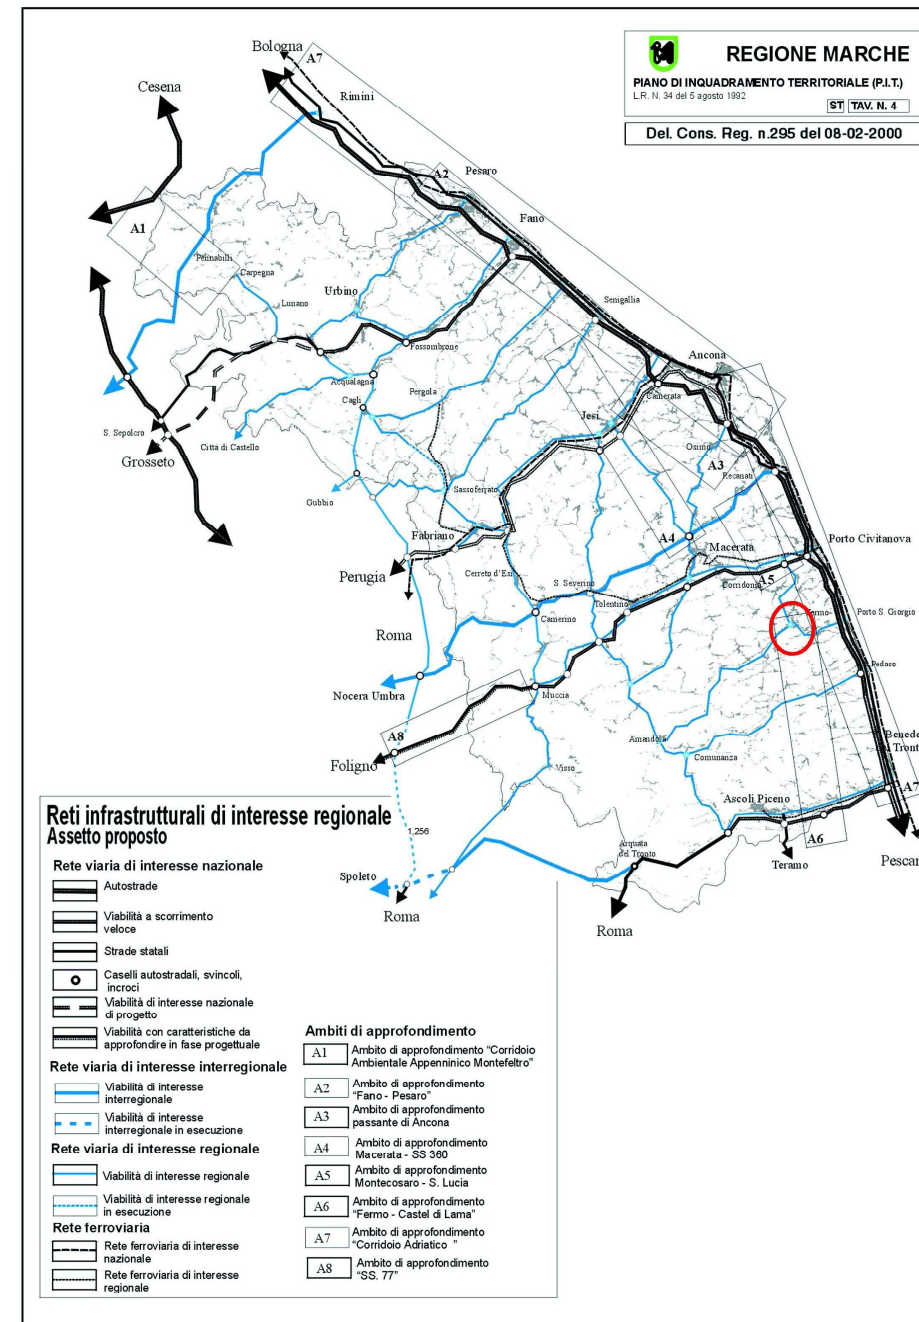 REGIONE MARCHE
PIANO DI INQUADRAMENTO TERRITORIALE (P.I.T.)
L.R. N. 34 del 5 agosto 1992
ST TAV. N. 4
Del. Cons. Reg. n.295 del 08-02-2000
Bologna
A7
Cesena
Rimini
A2
Pesaro
Fano
A1
Pennabilli
Carpegna
Urbino
Lunano
Senigallia
Fossombrone
Ancona
Acqualagna
Camerata
Cagli
Pergola
Jesi
S. Sepolcro
Città di Castello
Osimo
Grosseto
A3
Recanati
Sassoferrato
Gubbio
Fabriano
A4
Macerata
Porto Civitanova
Perugia
Cerreto d'Esi
S. Severino
Corridonia
A5
Roma
Tolentino
Camerino
Fermo
Porto S. Giorgio
Nocera Umbra
Muccia
Pedaso
A8
Amandola
Foligno
Visso
Comunanza
Benede
Tront
Ascoli Piceno
A7
1,256
Arquata
del Tronto
A6
Spoleto
Teramo
Pescar
Roma
Roma
Reti infrastrutturali di interesse regionale
Assetto proposto
Rete viaria di interesse nazionale
Autostrade
Viabilità a scorrimento
veloce
Strade statali
Caselli autostradali, svincoli,
incroci
Viabilità di interesse nazionale
di progetto
Viabilità con caratteristiche da
approfondire in fase progettuale
Rete viaria di interesse interregionale
Viabilità di interesse
interregionale
Viabilità di interesse
interregionale in esecuzione
Rete viaria di interesse regionale
Viabilità di interesse regionale
Viabilità di interesse regionale
in esecuzione
Rete ferroviaria
Rete ferroviaria di interesse
nazionale
Rete ferroviaria di interesse
regionale
Ambiti di approfondimento
A1 Ambito di approfondimento "Corridoio
Ambientale Appenninico Montefeltro"
A2 Ambito di approfondimento
"Fano - Pesaro"
A3 Ambito di approfondimento
passante di Ancona
A4 Ambito di approfondimento
Macerata - SS 360
A5 Ambito di approfondimento
Montecosaro - S. Lucia
A6 Ambito di approfondimento
"Fermo - Castel di Lama"
A7 Ambito di approfondimento
"Corridoio Adriatico "
A8 Ambito di approfondimento
"SS. 77"